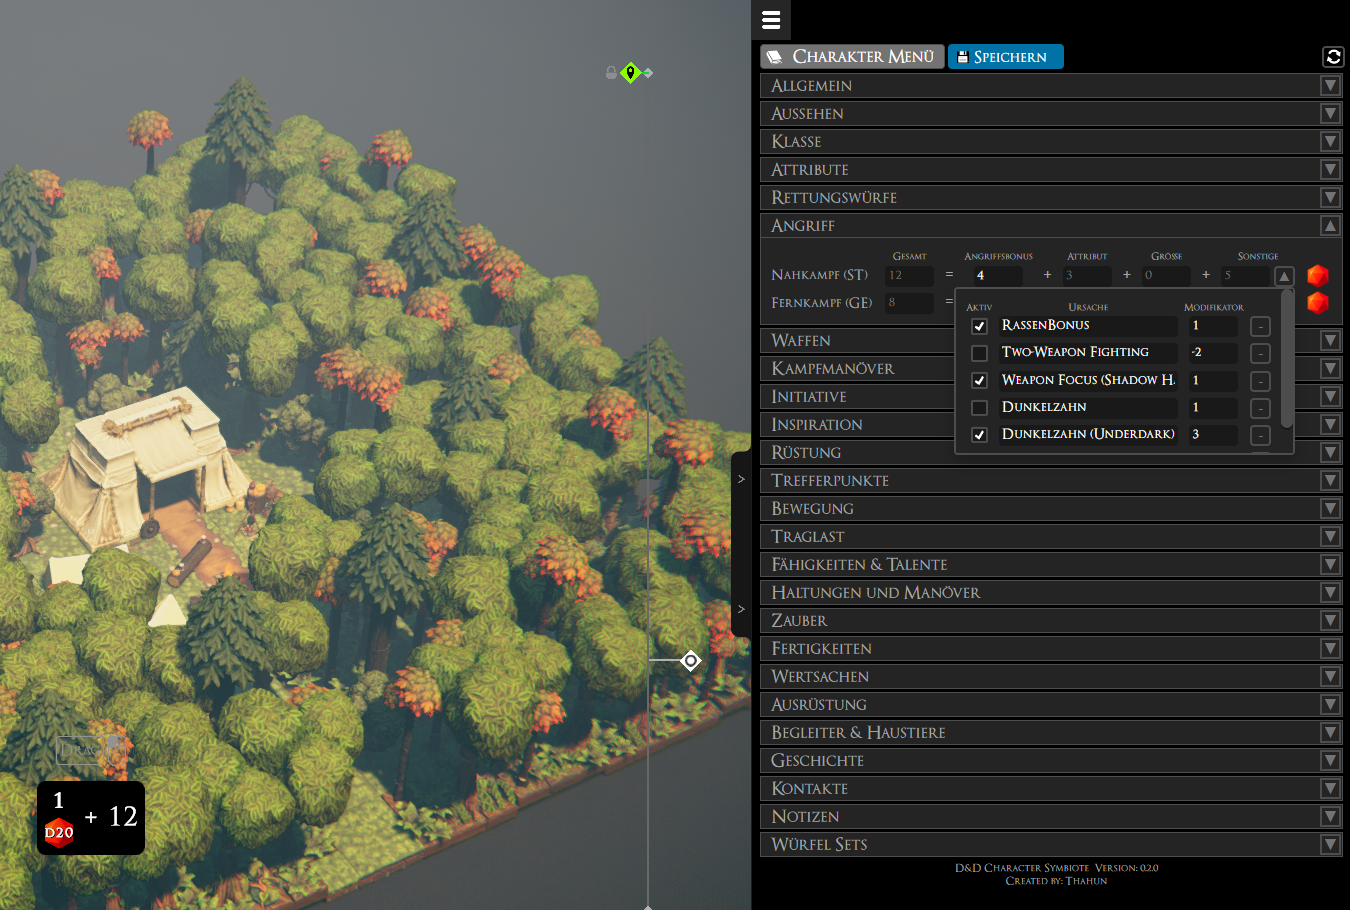 Charakter Menü
Speichern
Allgemein
Aussehen
Klasse
Attribute
Rettungswürfe
Angriff
Gesamt Angriffsbonus Attribut Größe Sonstige
Nahkampf (ST) 12 = 4 + 3 + 0 + 5
Fernkampf (GE) 8 =
Aktiv Ursache Modifikator
RassenBonus 1 -
Two-Weapon Fighting -2 -
Weapon Focus (Shadow H. 1 -
Dunkelzahn 1 -
Dunkelzahn (Underdark) 3 -
Waffen
Kampfmanöver
Initiative
Inspiration
Rüstung
Trefferpunkte
Bewegung
Traglast
Fähigkeiten & Talente
Haltungen und Manöver
Zauber
Fertigkeiten
Wertsachen
Ausrüstung
Begleiter & Haustiere
Geschichte
Kontakte
Notizen
Würfel Sets
D&D Character Symbiote Version: 0.2.0
Created by: Thahun
Drag
1
D20 + 12